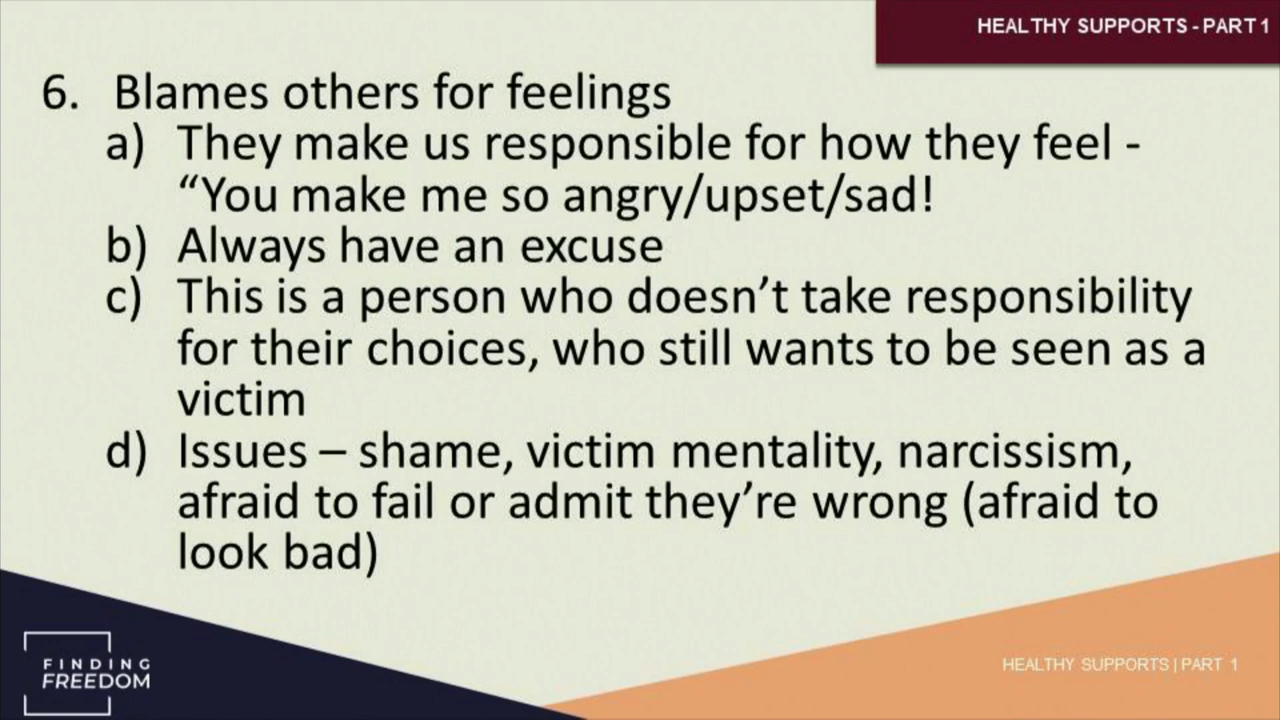 HEALTHY SUPPORTS - PART 1
6. Blames others for feelings
a) They make us responsible for how they feel -
“You make me so angry/upset/sad!
b) Always have an excuse
c) This is a person who doesn’t take responsibility
for their choices, who still wants to be seen as a
victim
d) Issues – shame, victim mentality, narcissism,
afraid to fail or admit they’re wrong (afraid to
look bad)
FINDING
FREEDOM
HEALTHY SUPPORTS | PART 1